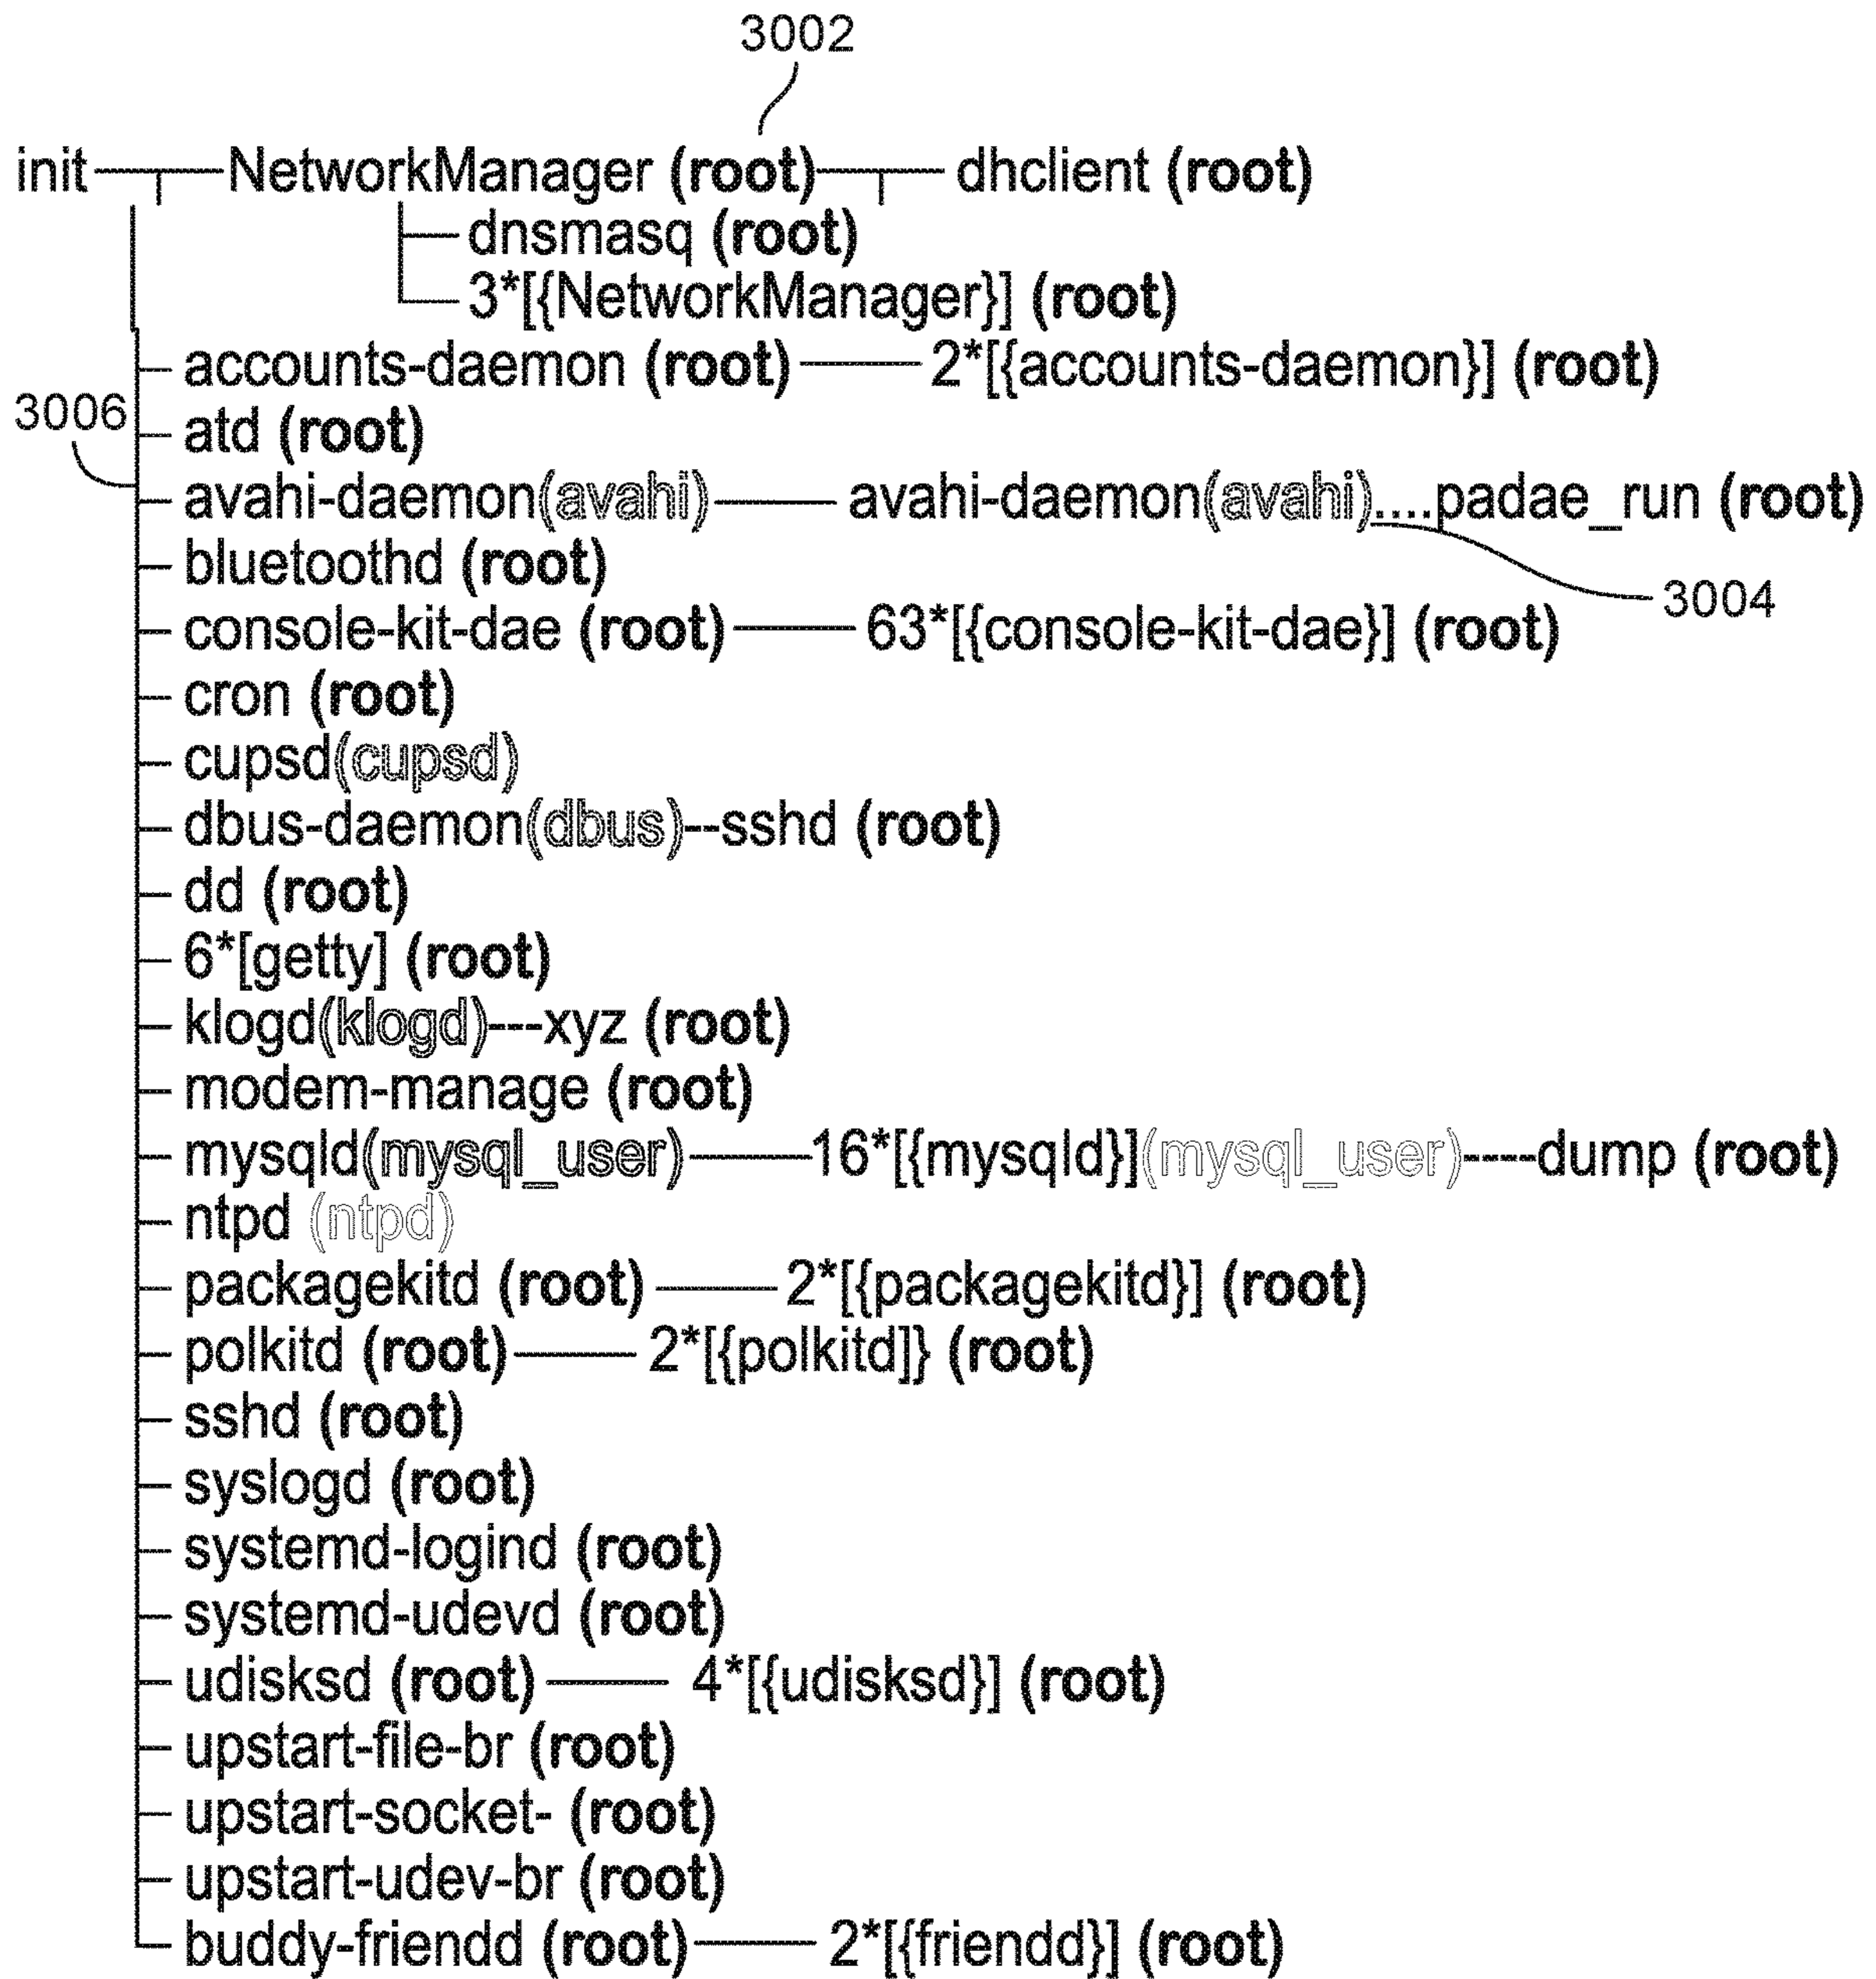 3002
init NetworkManager (root) dhclient (root)
dnsmasq (root)
3*[{NetworkManager}] (root)
accounts-daemon (root) 2*[{accounts-daemon}] (root)
3006
atd (root)
avahi-daemon(avahi) avahi-daemon(avahi)....padae_run (root)
bluetoothd (root)
3004
console-kit-dae (root) 63*[{console-kit-dae}] (root)
cron (root)
cupsd(cupsd)
dbus-daemon(dbus)--sshd (root)
dd (root)
6*[getty] (root)
klogd(klogd)---xyz (root)
modem-manage (root)
mysqld(mysql_user) 16*[{mysqld}](mysql_user)----dump (root)
ntpd (ntpd)
packagekitd (root) 2*[{packagekitd}] (root)
polkitd (root) 2*[{polkitd]} (root)
sshd (root)
syslogd (root)
systemd-logind (root)
systemd-udevd (root)
udisksd (root) 4*[{udisksd}] (root)
upstart-file-br (root)
upstart-socket- (root)
upstart-udev-br (root)
buddy-friendd (root) 2*[{friendd}] (root)